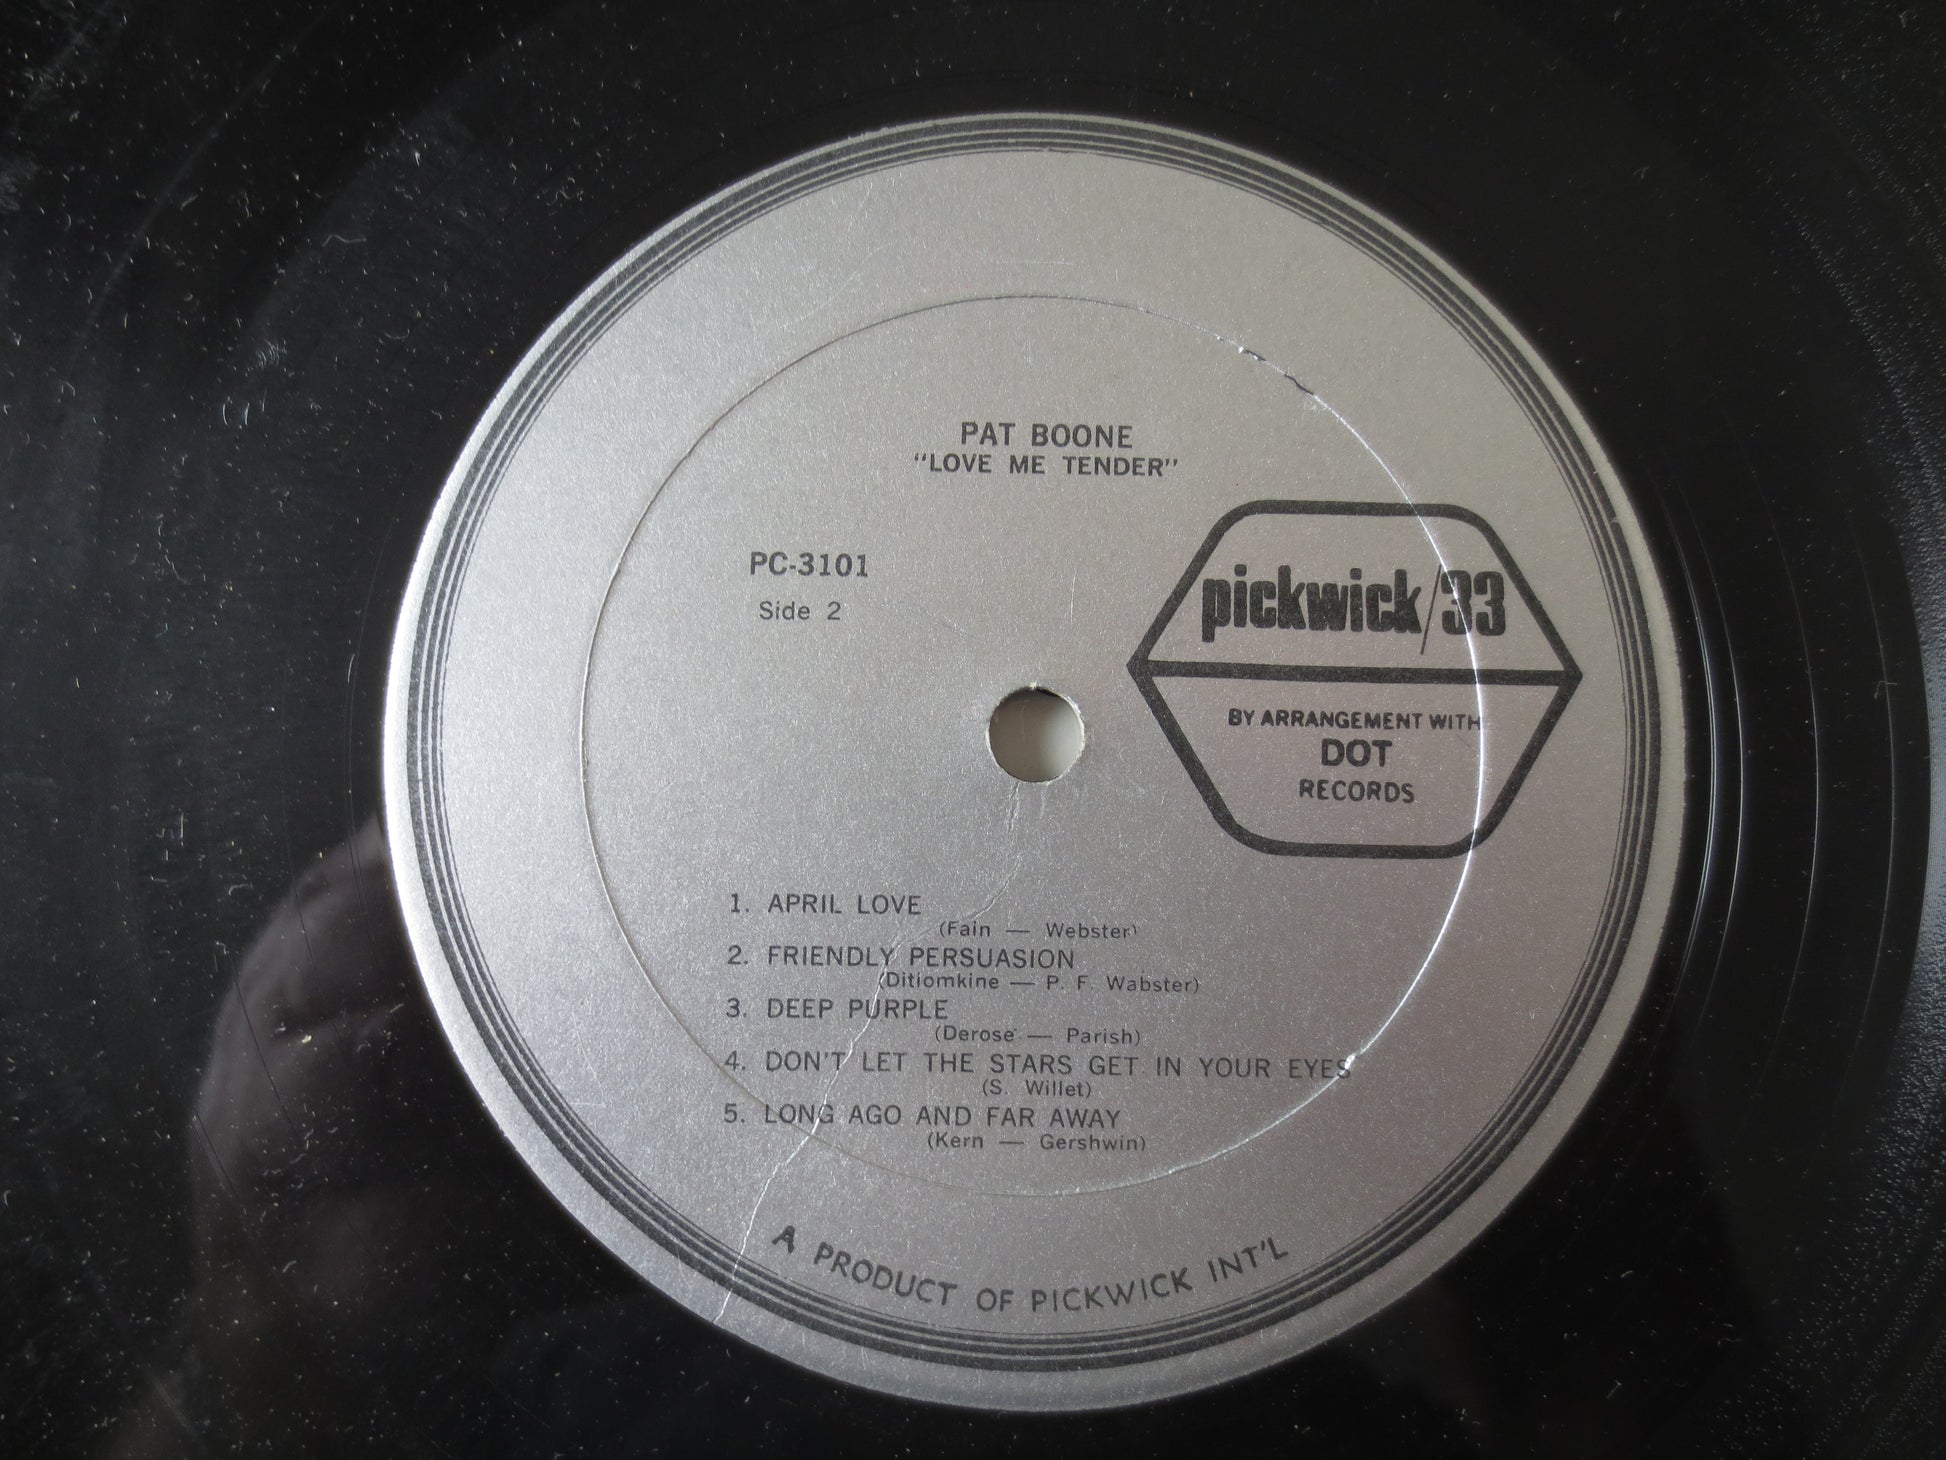 PAT BOONE
"LOVE ME TENDER"
PC-3101
Side 2
pickwick/33
BY ARRANGEMENT WITH
DOT
RECORDS
1. APRIL LOVE
(Fain — Webster)
2. FRIENDLY PERSUASION
(Ditiomkine — P. F. Wabster)
3. DEEP PURPLE
(Derose — Parish)
4. DON'T LET THE STARS GET IN YOUR EYES
(S. Willet)
5. LONG AGO AND FAR AWAY
(Kern — Gershwin)
A PRODUCT OF PICKWICK INT'L